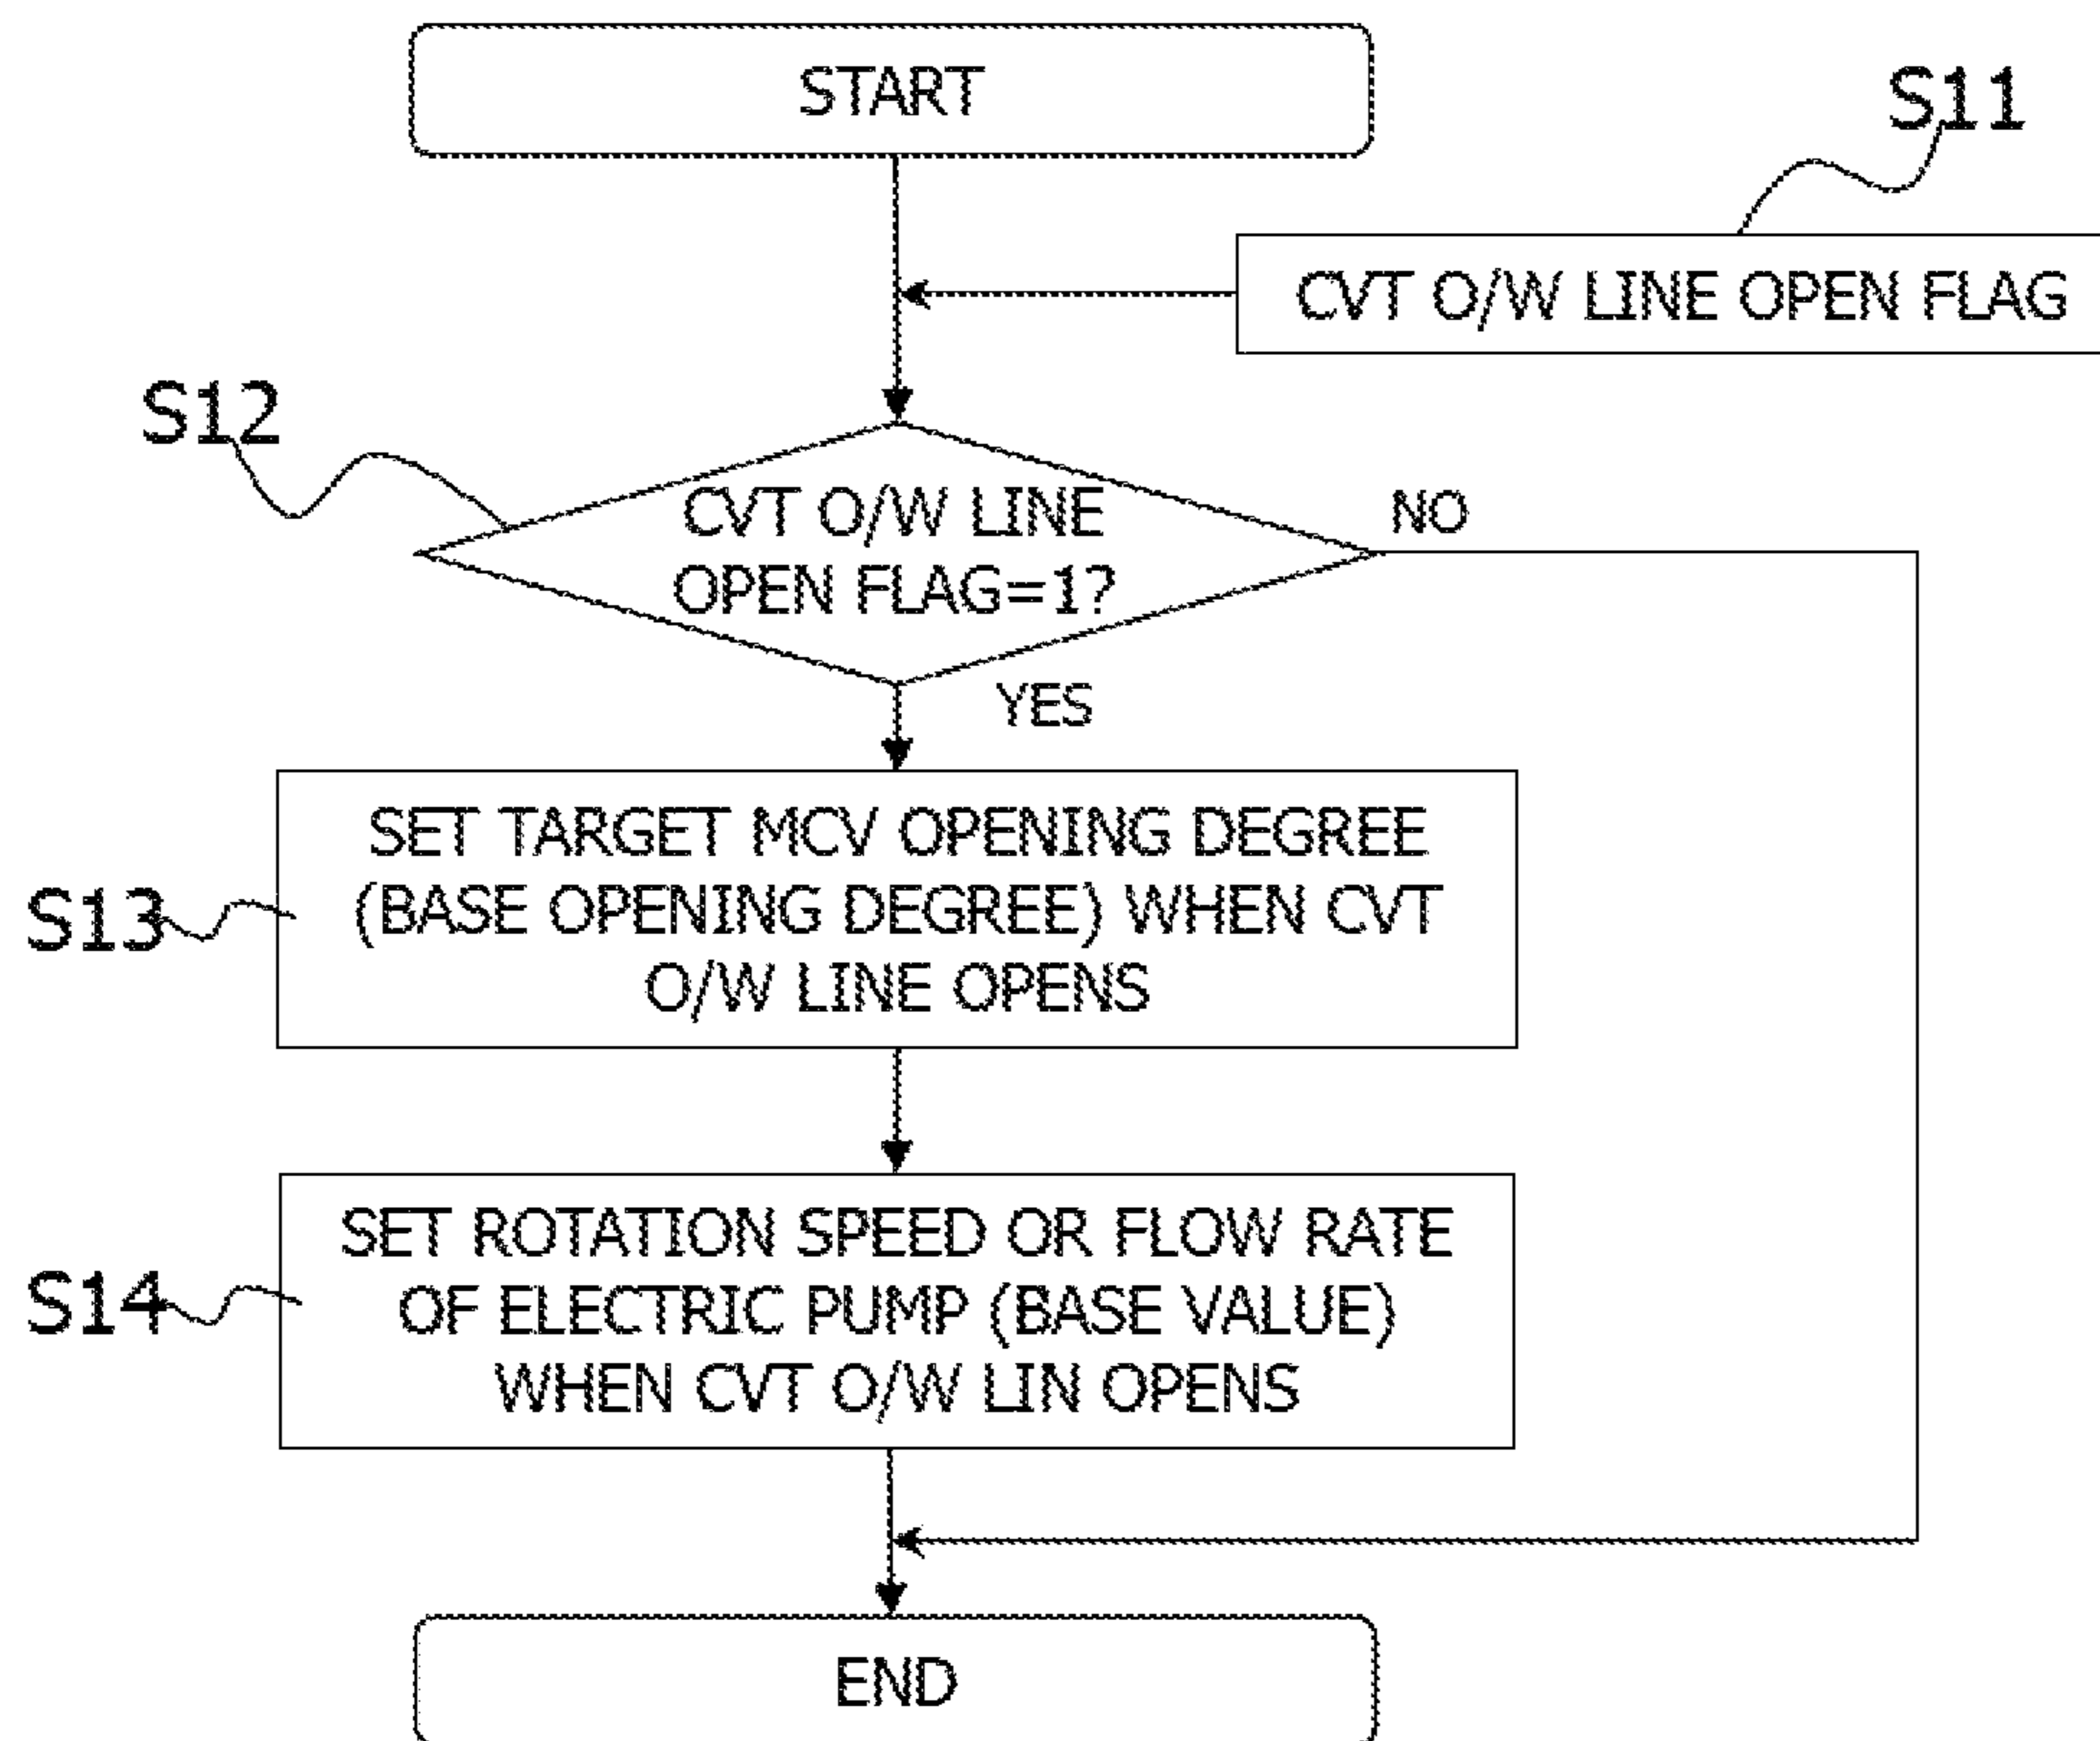 START
S11
CVT O/W LINE OPEN FLAG
S12
CVT O/W LINE
OPEN FLAG=1?
NO
YES
S13
SET TARGET MCV OPENING DEGREE
(BASE OPENING DEGREE) WHEN CVT
O/W LINE OPENS
S14
SET ROTATION SPEED OR FLOW RATE
OF ELECTRIC PUMP (BASE VALUE)
WHEN CVT O/W LIN OPENS
END